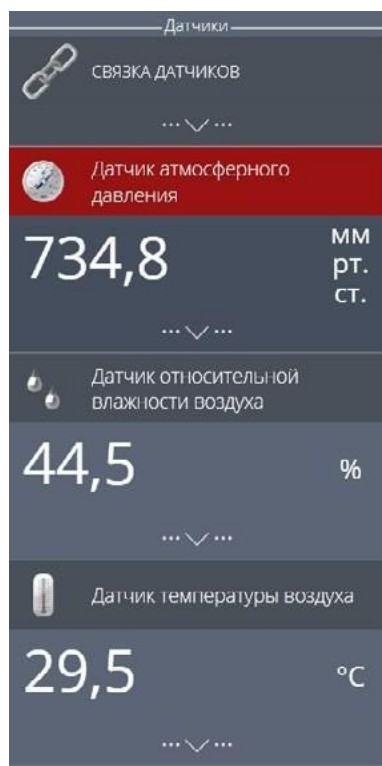 Датчики
СВЯЗКА ДАТЧИКОВ
Датчик атмосферного
давления
734,8
мм
рт.
ст.
Датчик относительной
влажности воздуха
44,5
%
Датчик температуры воздуха
29,5
°C